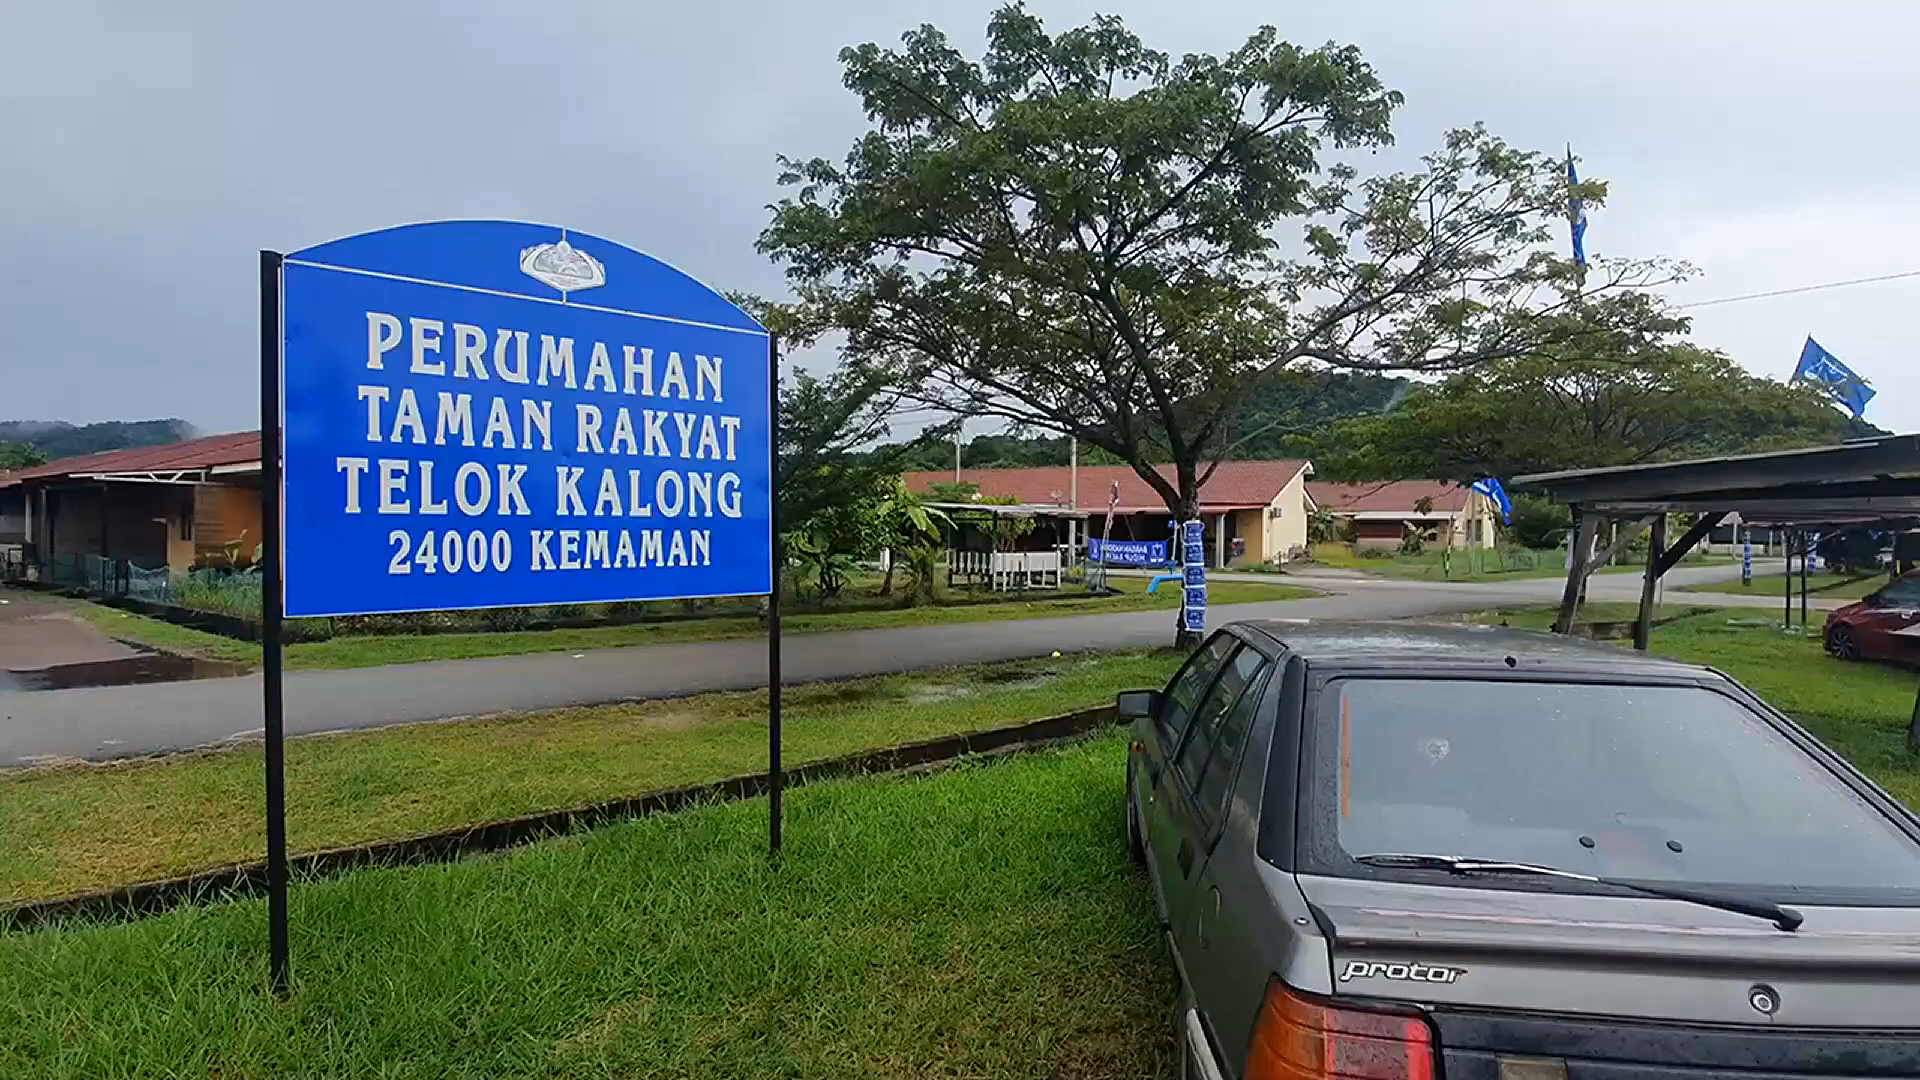 PERUMAHAN
TAMAN RAKYAT
TELOK KALONG
24000 KEMAMAN
proton